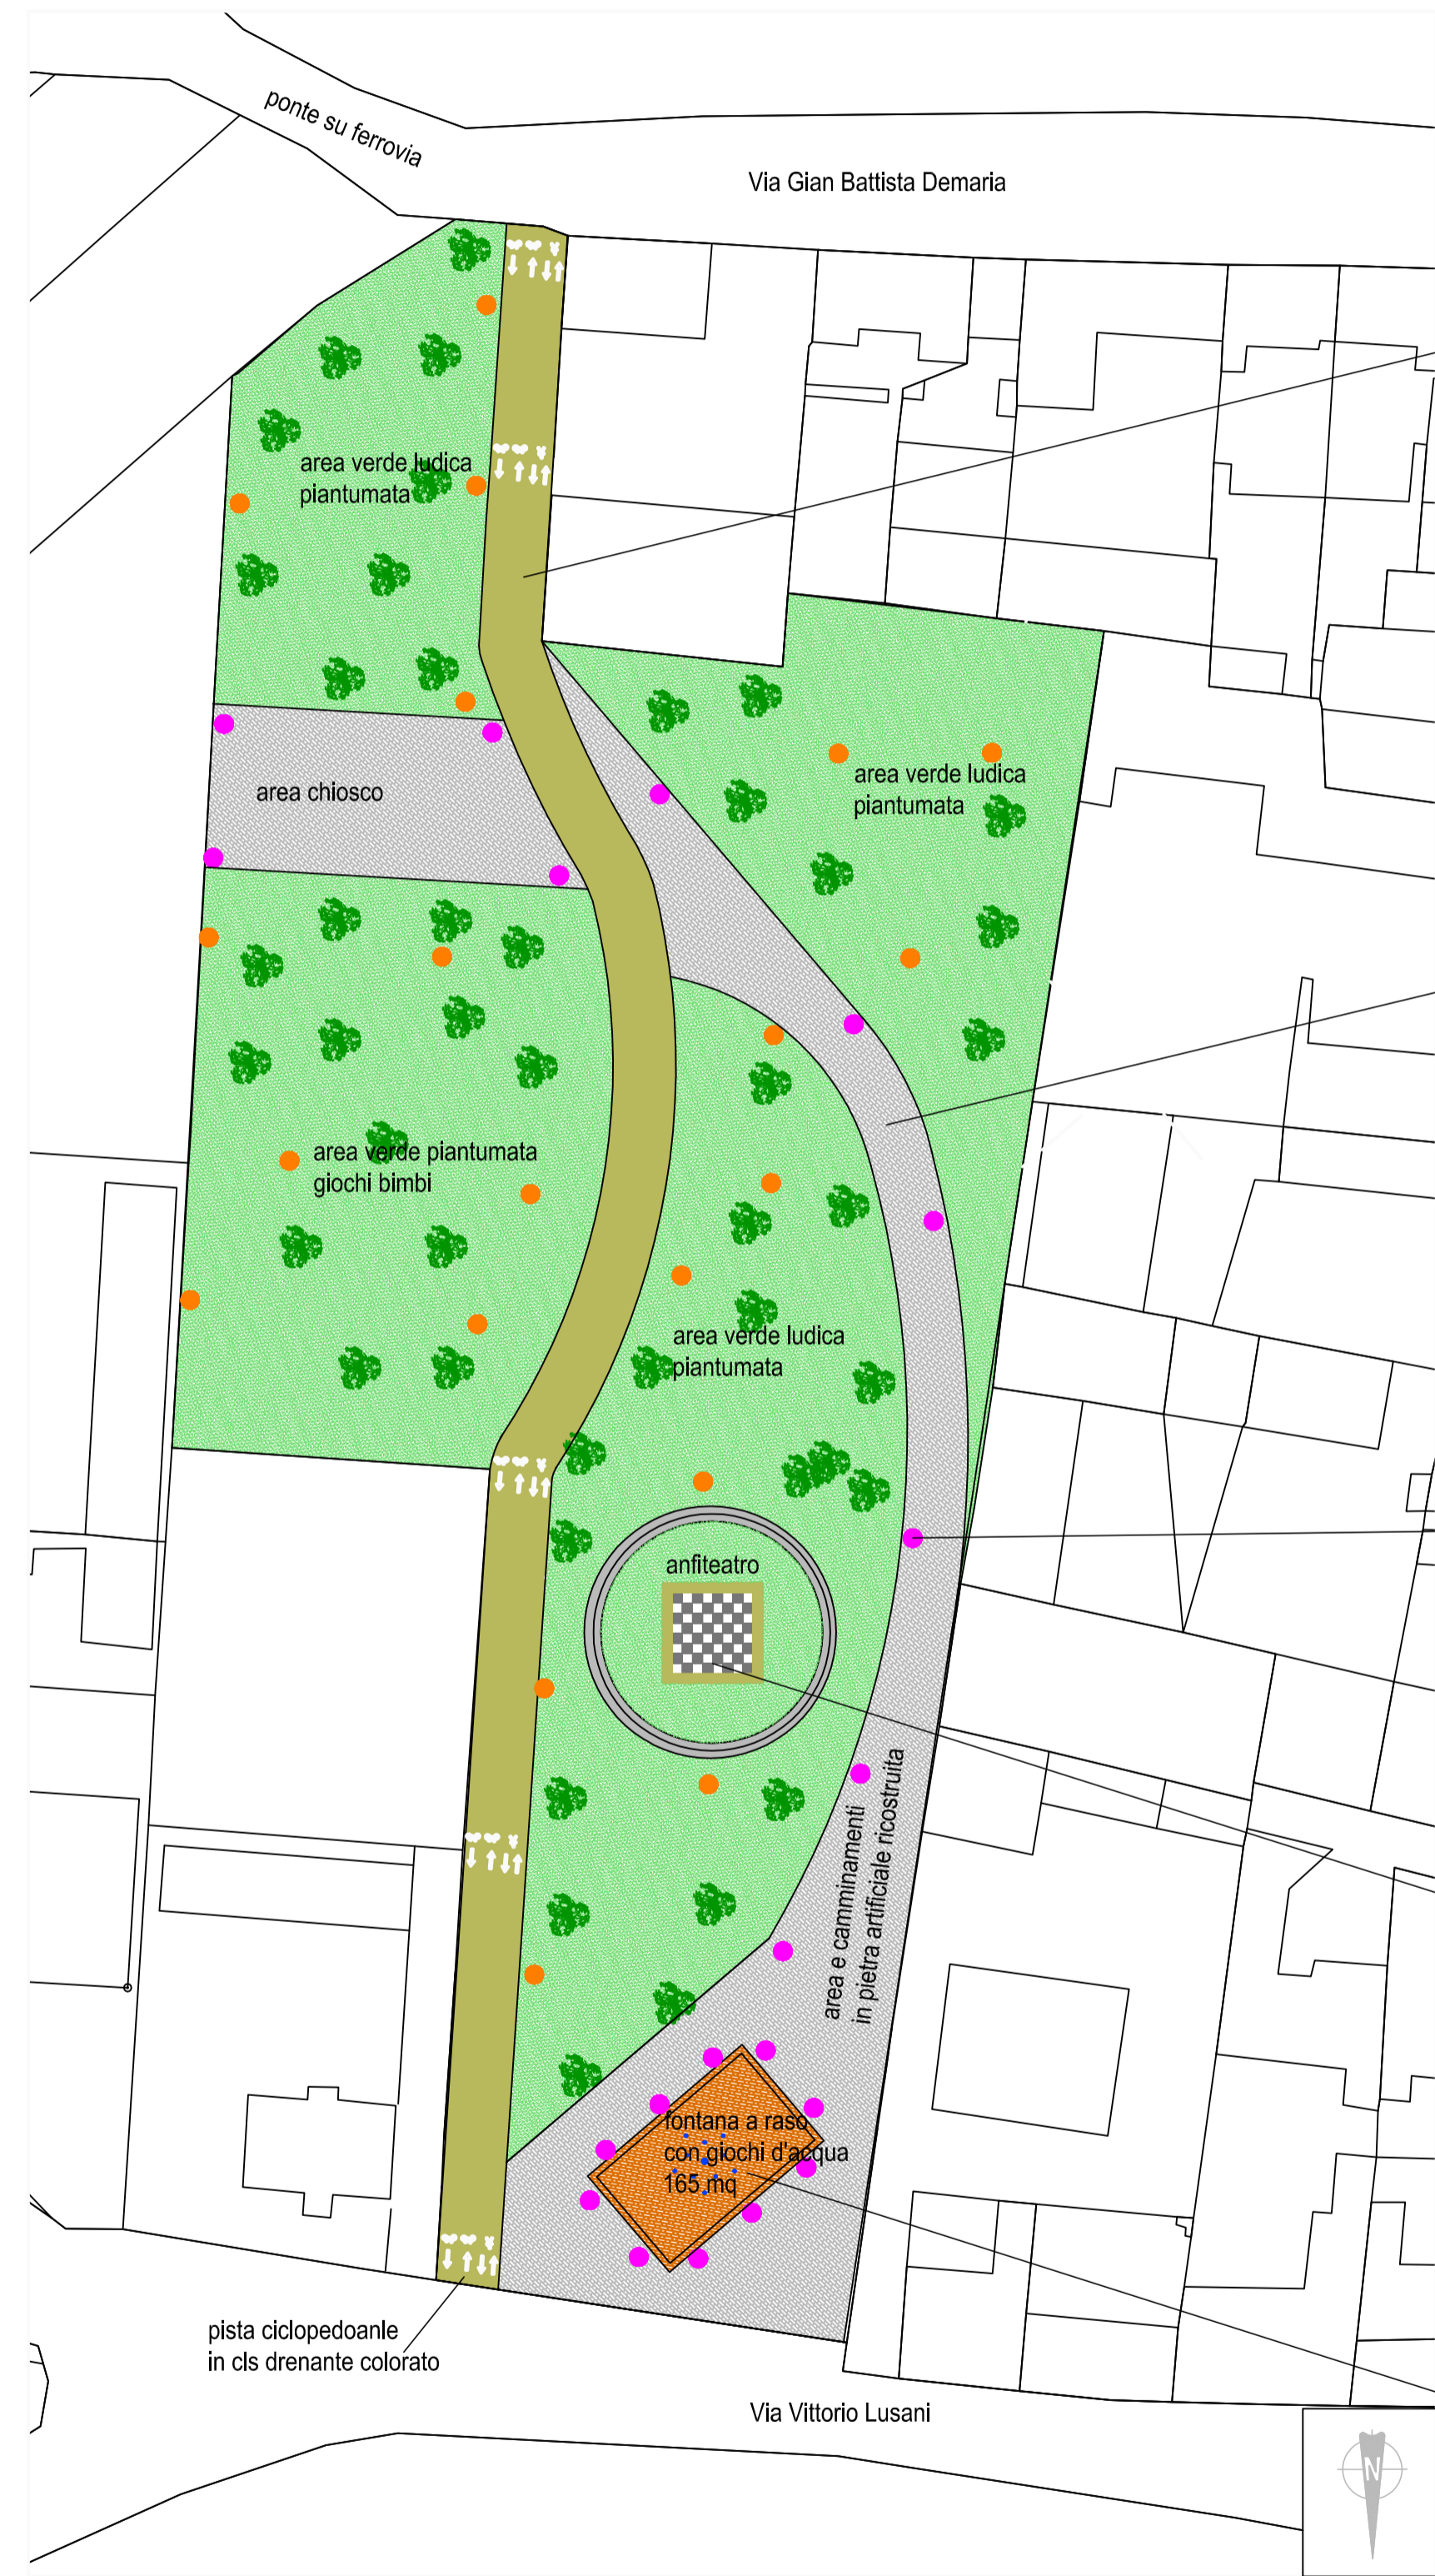 ponte su ferrovia
Via Gian Battista Demaria
area verde ludica
piantumata
area verde ludica
piantumata
area chiosco
area verde piantumata
giochi bimbi
area verde ludica
piantumata
anfiteatro
area e camminamenti
in pietra artificiale ricostruita
fontana a raso
con giochi d'acqua
165 mq
pista ciclopedoanle
in cls drenante colorato
Via Vittorio Lusani
N